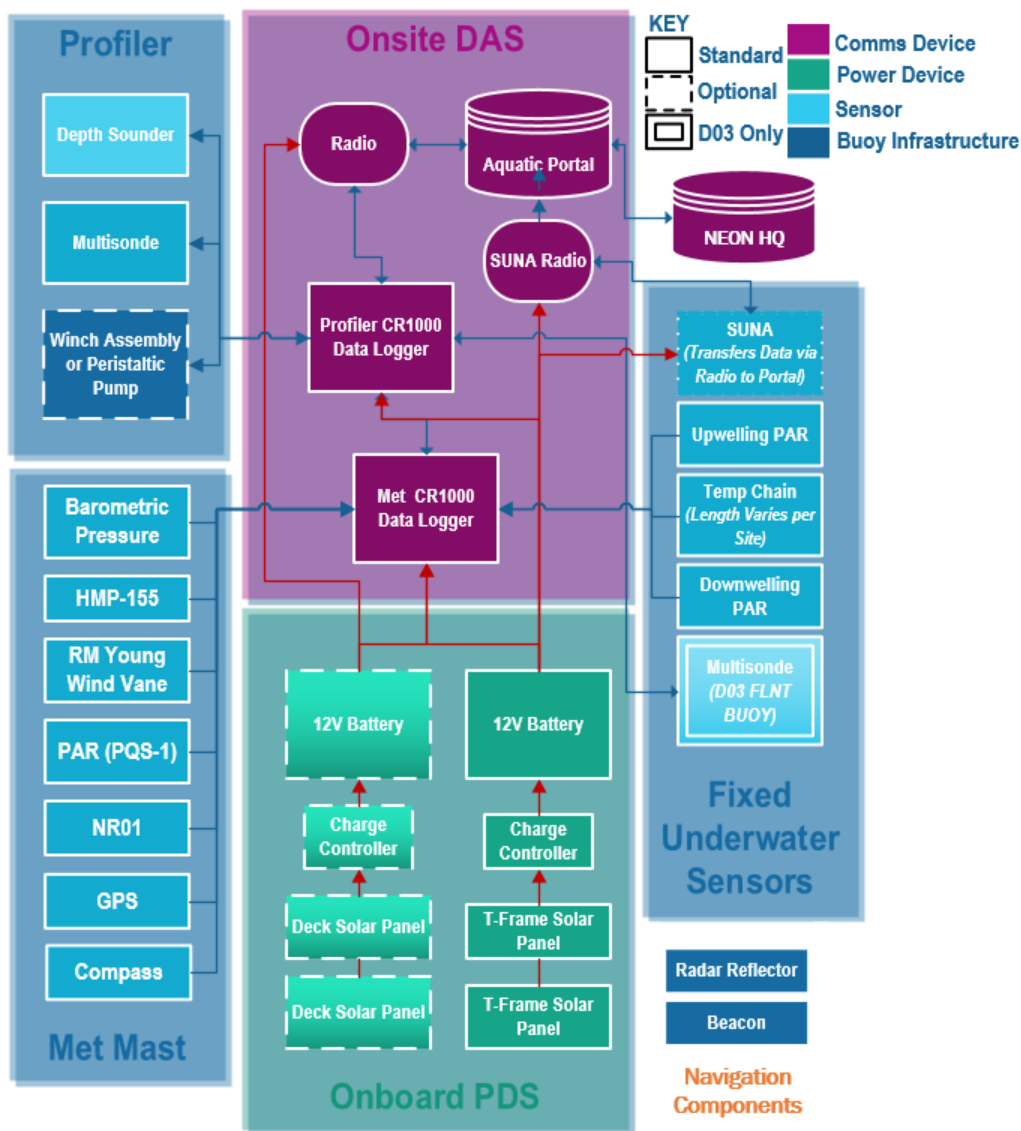 Profiler
Depth Sounder
Multisonde
Winch Assembly
or Peristaltic
Pump
Onsite DAS
Radio
Aquatic Portal
SUNA Radio
Profiler CR1000
Data Logger
Met CR1000
Data Logger
KEY
Standard
Optional
D03 Only
Comms Device
Power Device
Sensor
Buoy Infrastructure
NEON HQ
SUNA
(Transfers Data via
Radio to Portal)
Upwelling PAR
Temp Chain
(Length Varies per
Site)
Downwelling
PAR
Multisonde
(D03 FLNT
BUOY)
Fixed
Underwater
Sensors
Barometric
Pressure
HMP-155
RM Young
Wind Vane
PAR (PQS-1)
NR01
GPS
Compass
Met Mast
12V Battery
Charge
Controller
Deck Solar Panel
Deck Solar Panel
12V Battery
Charge
Controller
T-Frame Solar
Panel
T-Frame Solar
Panel
Onboard PDS
Radar Reflector
Beacon
Navigation
Components